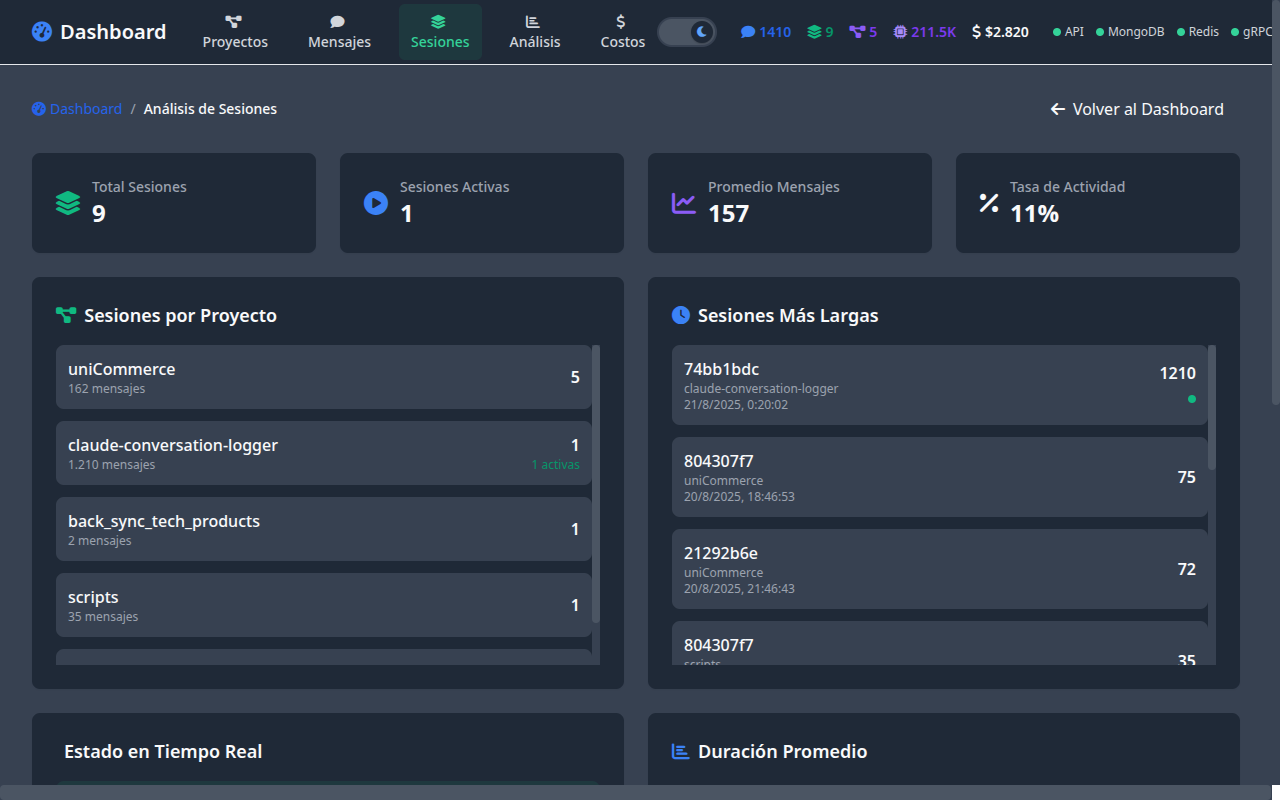 Dashboard
Proyectos
Mensajes
Sesiones
Análisis
Costos
1410
9
5
211.5K
$2.820
API
MongoDB
Redis
gRPC
Dashboard / Análisis de Sesiones
Volver al Dashboard
Total Sesiones
9
Sesiones Activas
1
Promedio Mensajes
157
Tasa de Actividad
11%
Sesiones por Proyecto
uniCommerce
162 mensajes
5
claude-conversation-logger
1.210 mensajes
1
1 activas
back_sync_tech_products
2 mensajes
1
scripts
35 mensajes
1
Sesiones Más Largas
74bb1bdc
claude-conversation-logger
21/8/2025, 0:20:02
1210
804307f7
uniCommerce
20/8/2025, 18:46:53
75
21292b6e
uniCommerce
20/8/2025, 21:46:43
72
804307f7
scripts
35
Estado en Tiempo Real
Duración Promedio